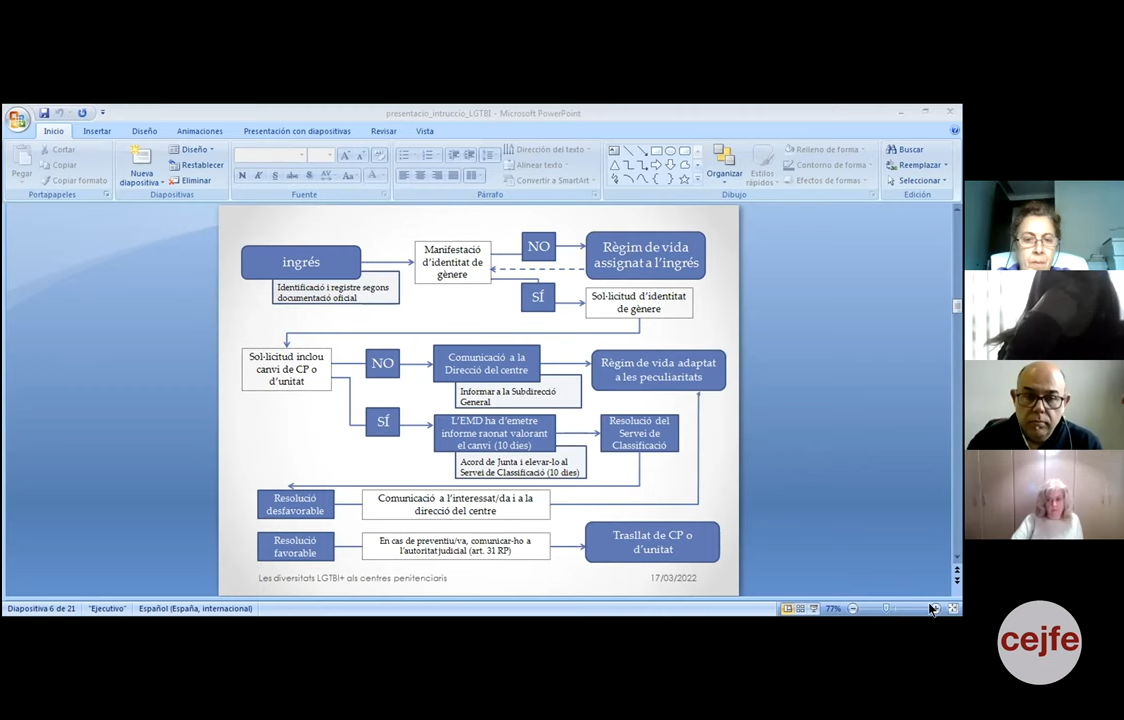 presentacio_intruccio_LGTBI - Microsoft PowerPoint
Inicio
Insertar
Diseño
Animaciones
Presentación con diapositivas
Revisar
Vista
Pegar
Cortar
Copiar
Copiar formato
Portapapeles
Nueva
diapositiva
Diseño
Restablecer
Eliminar
Diapositivas
Fuente
Dirección del texto
Alinear texto
Convertir a SmartArt
Párrafo
Organizar
Estilos
rápidos
Relleno de forma
Contorno de forma
Efectos de formas
Dibujo
Buscar
Reemplazar
Seleccionar
Edición
ingrés
Identificació i registre segons
documentació oficial
Manifestació
d'identitat de
gènere
NO
Règim de vida
assignat a l'ingrés
SÍ
Sol·licitud d'identitat
de gènere
Sol·licitud inclou
canvi de CP o
d'unitat
NO
Comunicació a la
Direcció del centre
Informar a la Subdirecció
General
Règim de vida adaptat
a les peculiaritats
SÍ
L'EMD ha d'emetre
informe raonat valorant
el canvi (10 dies)
Acord de Junta i elevar-lo al
Servei de Classificació (10 dies)
Resolució del
Servei de
Classificació
Resolució
desfavorable
Comunicació a l'interessat/da i a la
direcció del centre
Resolució
favorable
En cas de preventiu/va, comunicar-ho a
l'autoritat judicial (art. 31 RP)
Trasllat de CP o
d'unitat
Les diversitats LGTBI+ als centres penitenciaris
17/03/2022
Diapositiva 6 de 21
"Ejecutivo"
Español (España, internacional)
77%
cejfe